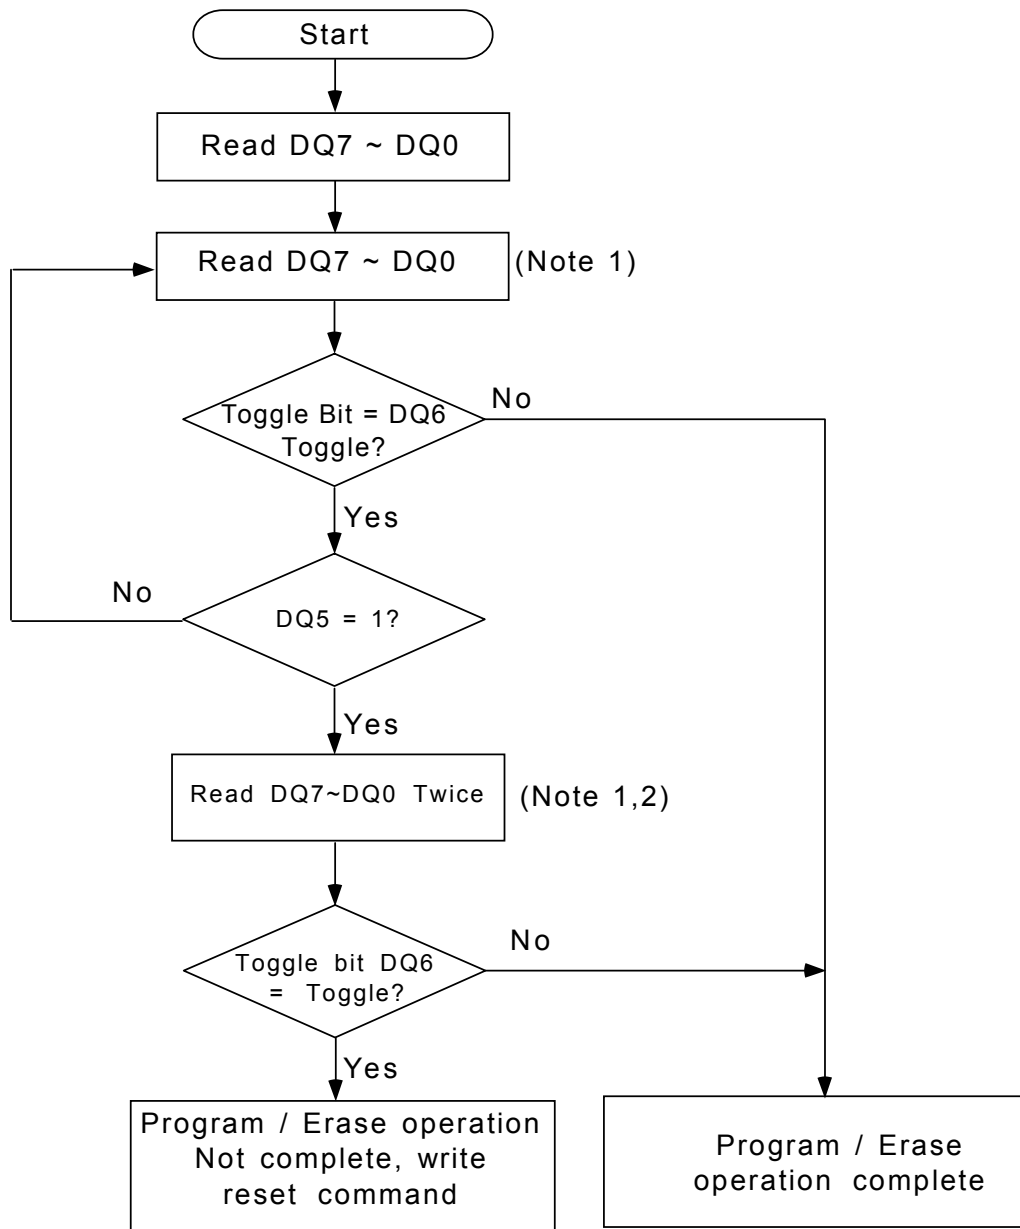 Start
Read DQ7 ~ DQ0
Read DQ7 ~ DQ0
(Note 1)
Toggle Bit = DQ6
Toggle?
No
Yes
DQ5 = 1?
No
Yes
Read DQ7~DQ0 Twice
(Note 1,2)
Toggle bit DQ6
= Toggle?
No
Yes
Program / Erase operation
Not complete, write
reset command
Program / Erase
operation complete